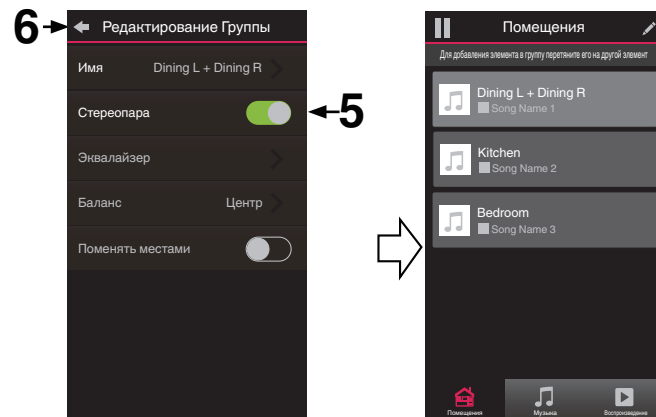 6
Редактирование Группы
Имя Dining L + Dining R
Стереопара
5
Эквалайзер
Баланс Центр
Поменять местами
Помещения
Для добавления элемента в группу перетяните его на другой элемент
Dining L + Dining R
Song Name 1
Kitchen
Song Name 2
Bedroom
Song Name 3
Помещения Музыка Воспроизведение